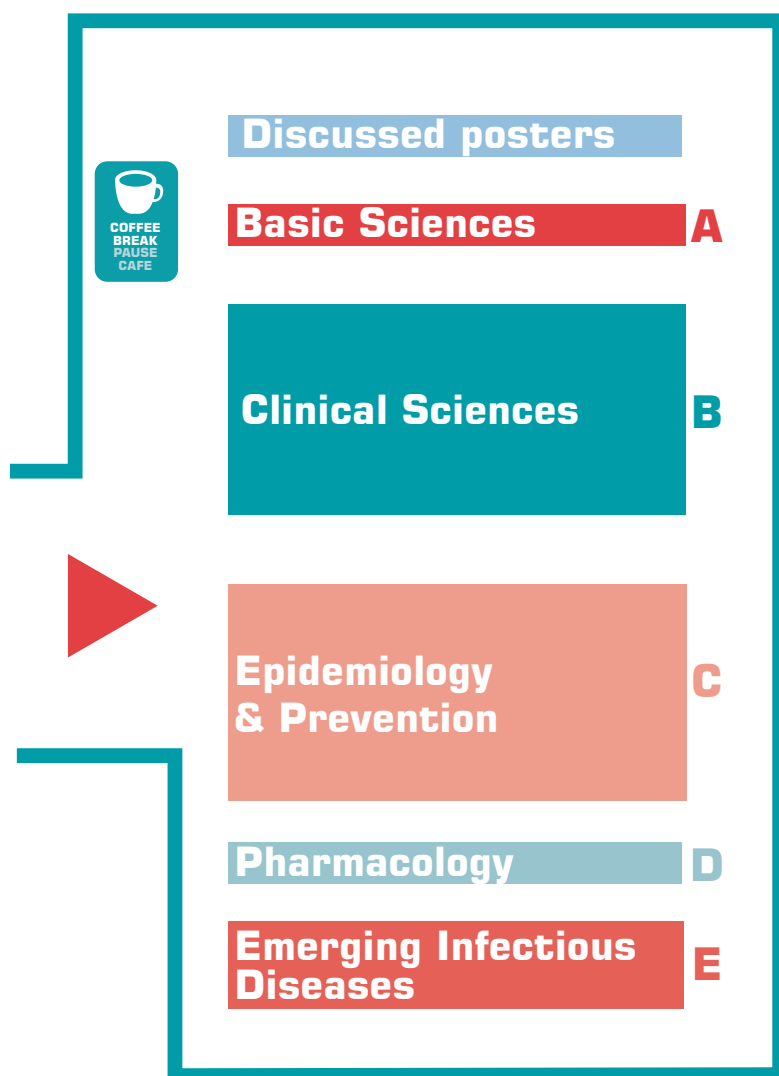 Discussed posters
COFFEE
BREAK
PAUSE
CAFE
Basic Sciences
A
Clinical Sciences
B
Epidemiology
& Prevention
C
Pharmacology
D
Emerging Infectious
Diseases
E